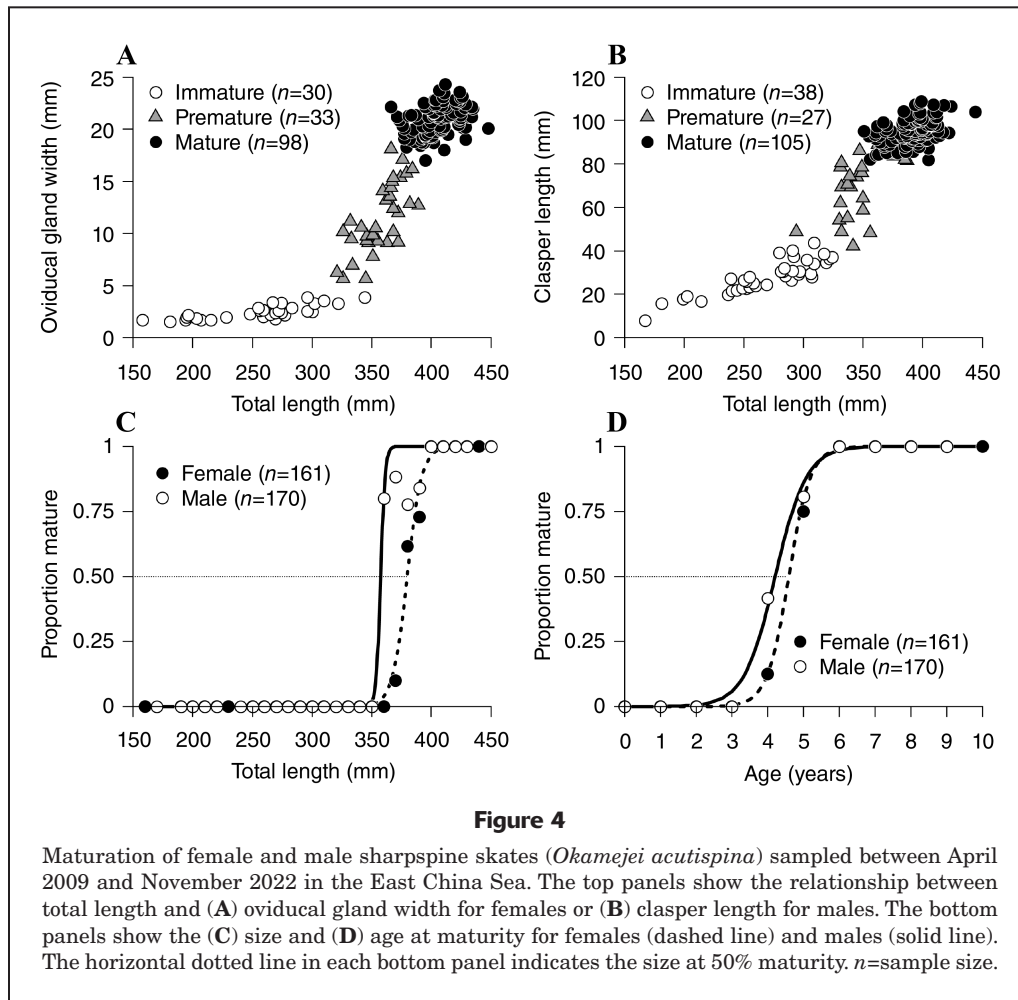 A
Oviducal gland width (mm)
25
20
15
10
5
0
Immature (n=30)
Premature (n=33)
Mature (n=98)
150 200 250 300 350 400 450
Total length (mm)
B
Clasper length (mm)
120
100
80
60
40
20
0
Immature (n=38)
Premature (n=27)
Mature (n=105)
150 200 250 300 350 400 450
Total length (mm)
C
Proportion mature
1
0.75
0.50
0.25
0
Female (n=161)
Male (n=170)
150 200 250 300 350 400 450
Total length (mm)
D
Proportion mature
1
0.75
0.50
0.25
0
Female (n=161)
Male (n=170)
0 1 2 3 4 5 6 7 8 9 10
Age (years)
Figure 4
Maturation of female and male sharpspine skates (Okamejei acutispina) sampled between April
2009 and November 2022 in the East China Sea. The top panels show the relationship between
total length and (A) oviducal gland width for females or (B) clasper length for males. The bottom
panels show the (C) size and (D) age at maturity for females (dashed line) and males (solid line).
The horizontal dotted line in each bottom panel indicates the size at 50% maturity. n=sample size.